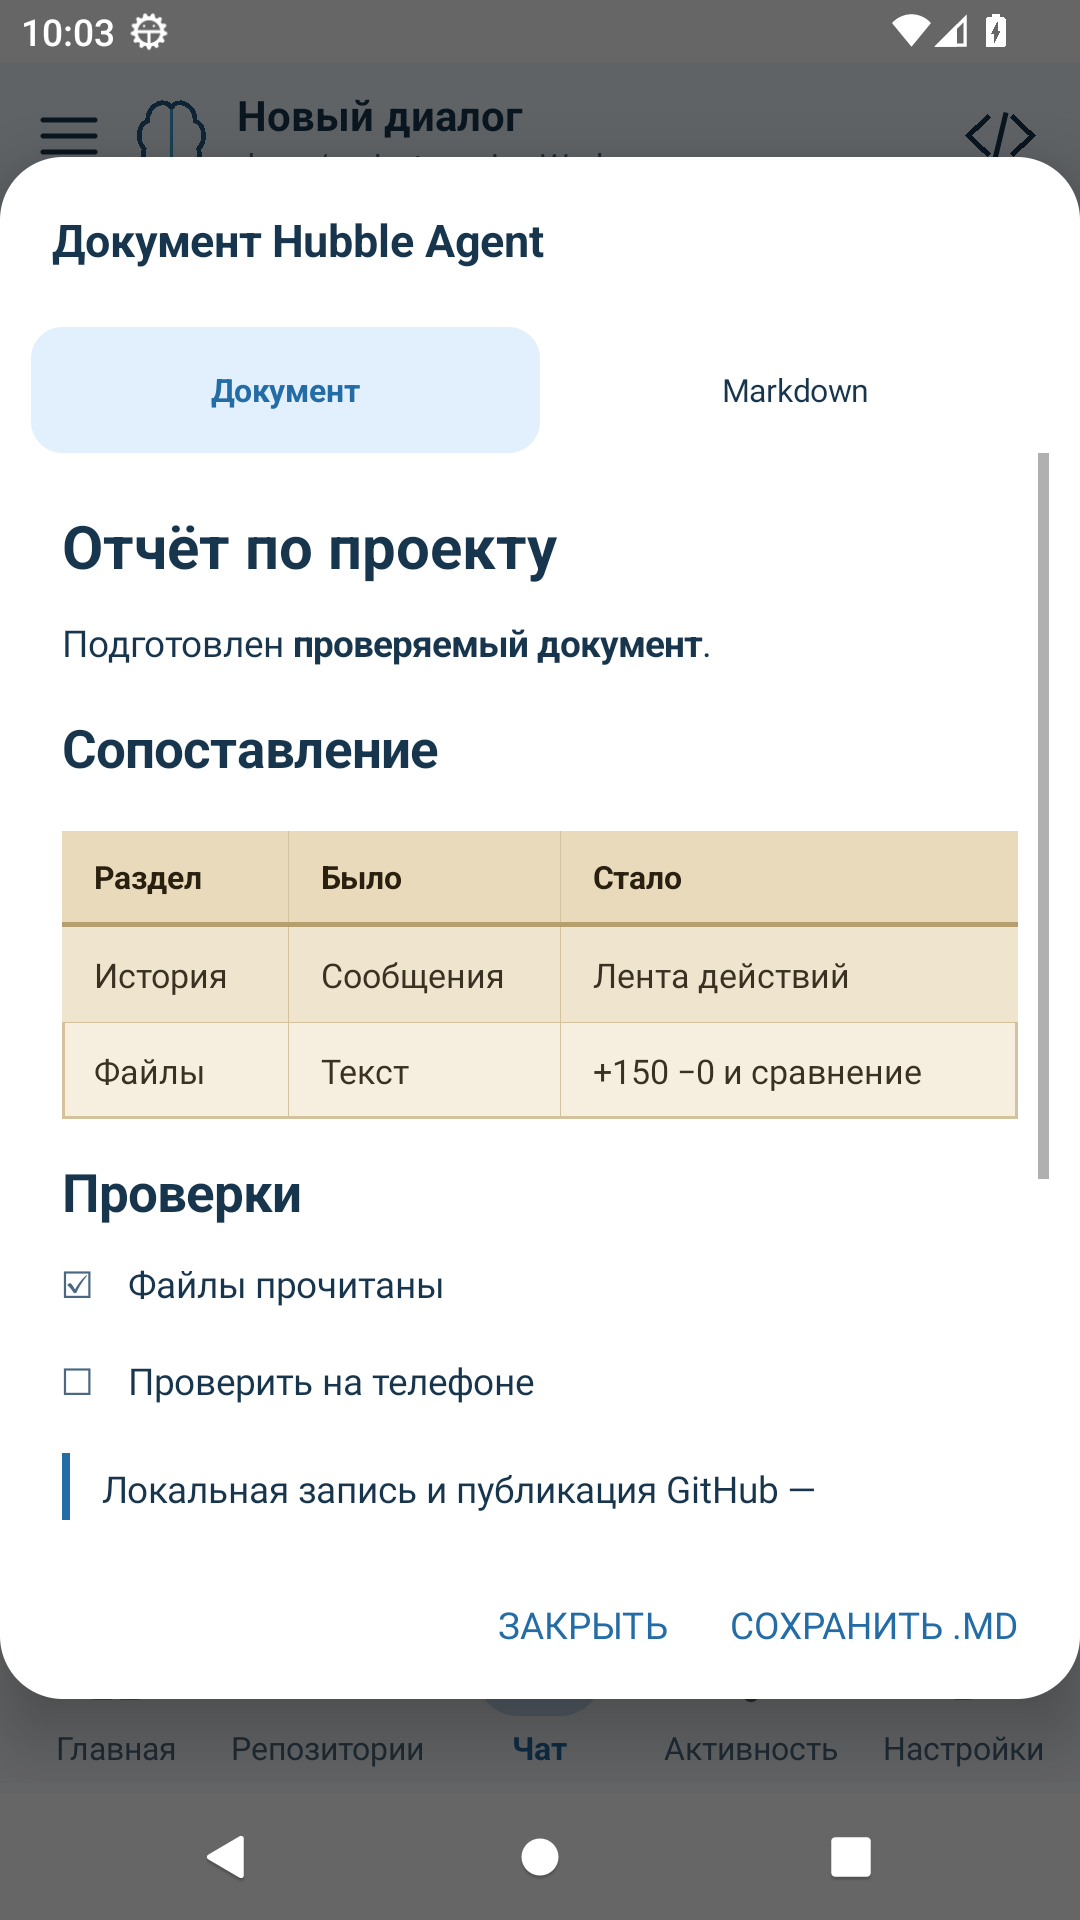 10:03
Новый диалог
Документ Hubble Agent
Документ
Markdown
Отчёт по проекту
Подготовлен проверяемый документ.
Сопоставление
Раздел Было Стало
История Сообщения Лента действий
Файлы Текст +150 −0 и сравнение
Проверки
☑ Файлы прочитаны
☐ Проверить на телефоне
Локальная запись и публикация GitHub —
ЗАКРЫТЬ
СОХРАНИТЬ .MD
Главная Репозитории Чат Активность Настройки